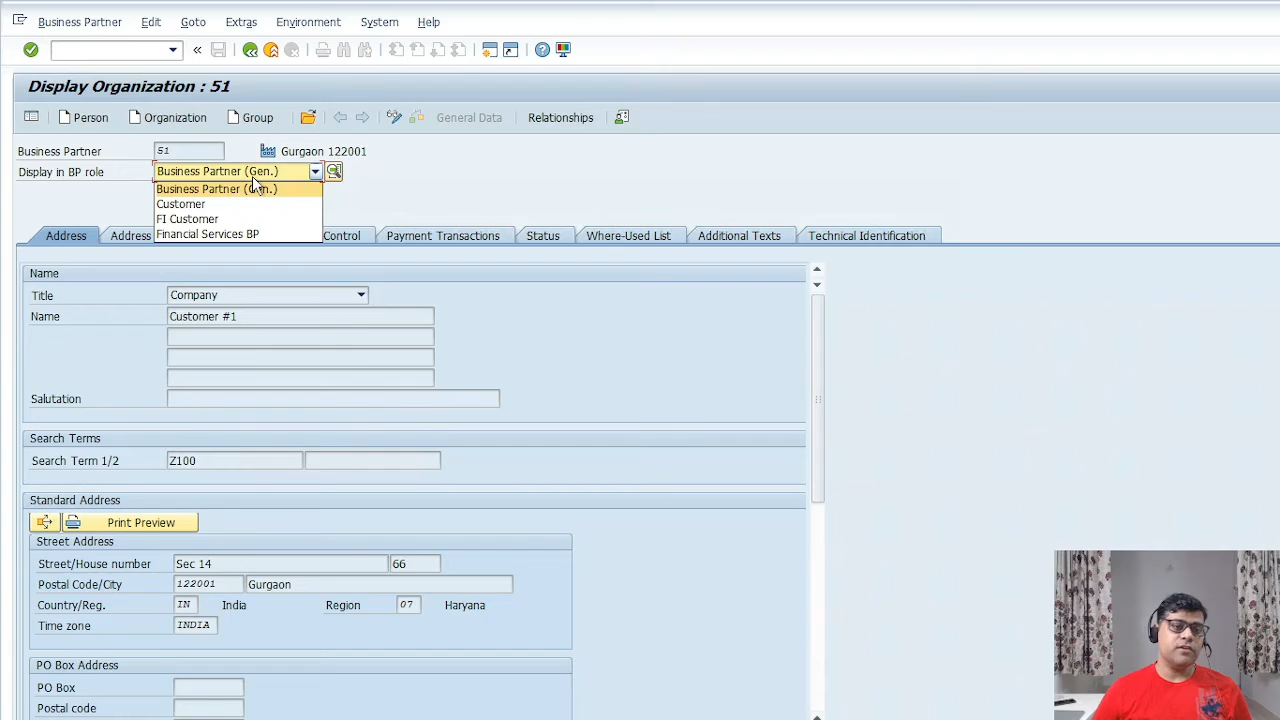 Business Partner Edit Goto Extras Environment System Help
Display Organization : 51
Person Organization Group General Data Relationships
Business Partner 51 Gurgaon 122001
Display in BP role Business Partner (Gen.)
Business Partner (Gen.)
Customer
FI Customer
Financial Services BP
Address Address Control Payment Transactions Status Where-Used List Additional Texts Technical Identification
Name
Title Company
Name Customer #1
Salutation
Search Terms
Search Term 1/2 Z100
Standard Address
Print Preview
Street Address
Street/House number Sec 14 66
Postal Code/City 122001 Gurgaon
Country/Reg. IN India Region 07 Haryana
Time zone INDIA
PO Box Address
PO Box
Postal code